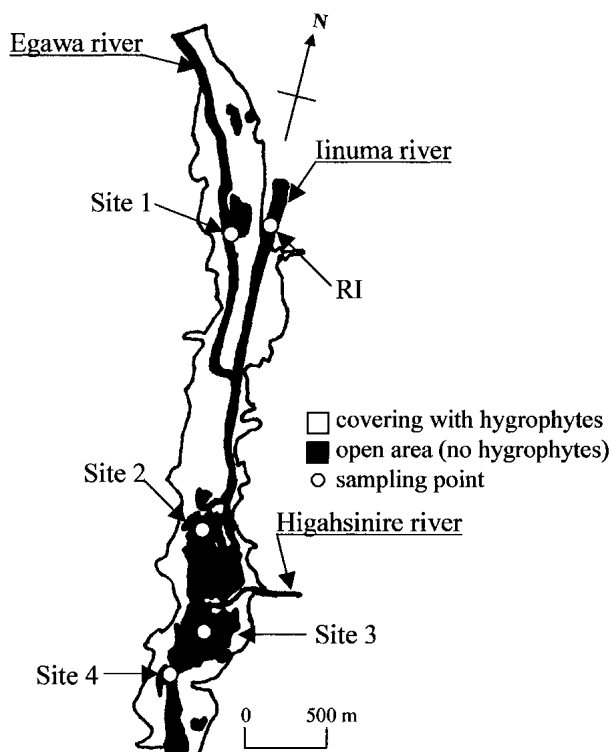 N
Egawa river
Iinuma river
Site 1
RI
covering with hygrophytes
open area (no hygrophytes)
sampling point
Site 2
Higahsinire river
Site 3
Site 4
0 500 m